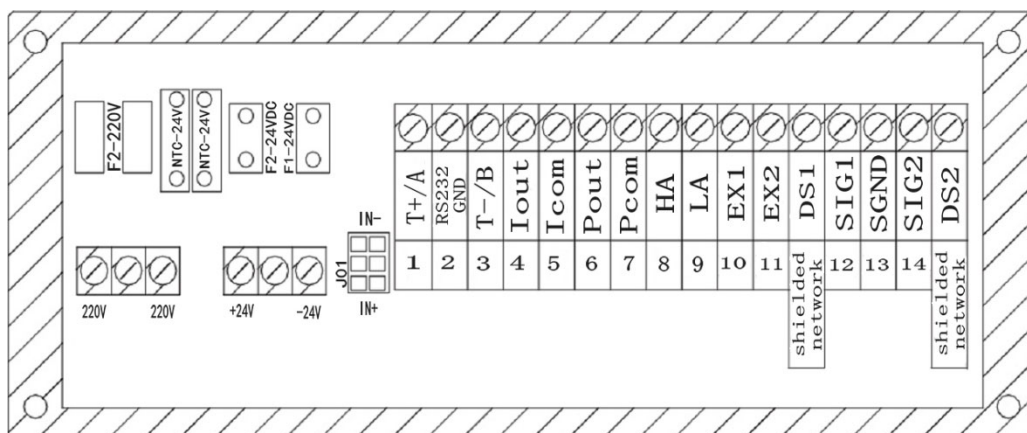 F2-220V
NTC-24V
NTC-24V
F2-24VDC
F1-24VDC
T+/A
RS232
GND
T-/B
Iout
Icom
Pout
Pcom
HA
LA
EX1
EX2
DS1
SIG1
SGND
SIG2
DS2
IN-
J01
IN+
1
2
3
4
5
6
7
8
9
10
11
12
13
14
220V
220V
+24V
-24V
shielded
network
shielded
network